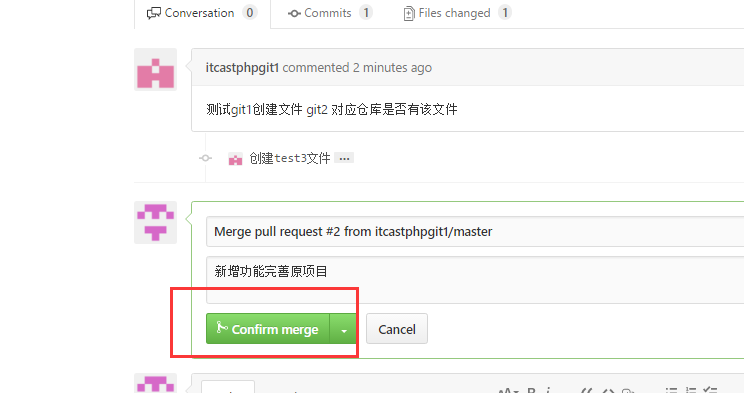 Conversation 0 Commits 1 Files changed 1
itcastphpgit1 commented 2 minutes ago
测试git1创建文件 git2 对应仓库是否有该文件
创建test3文件 ...
Merge pull request #2 from itcastphpgit1/master
新增功能完善原项目
Confirm merge Cancel